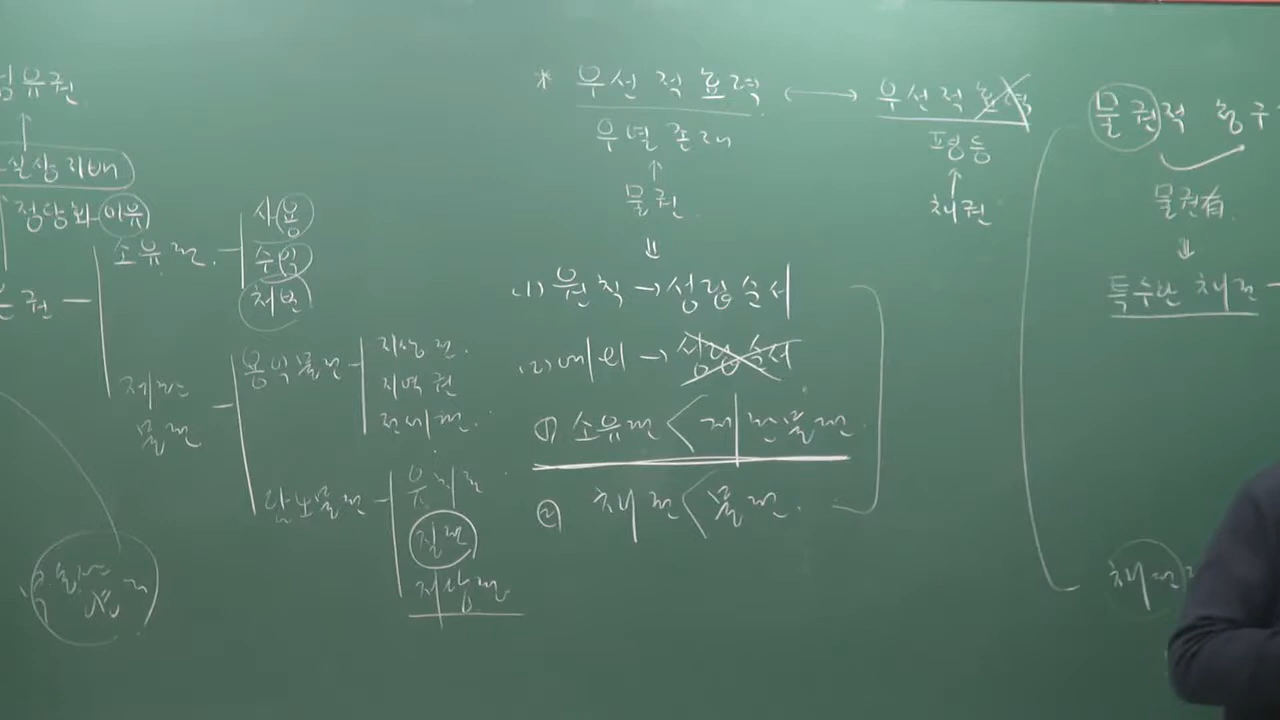 점유권
사실상 지배
정당화 이유
소유권
사용
수익
처분
본권
제한
물권
용익물권
지상권
지역권
전세권
담보물권
유치권
질권
저당권
* 우선적 효력 ↔ 우선적 효력
우열 존재
평등
↑
↑
물권
채권
⇓
(1) 원칙 → 성립순서
(2) 예외 → 성립순서
① 소유권 < 제한물권
② 채권 < 물권.
물권적 청구
물권有
⇓
특수한 채권
채권